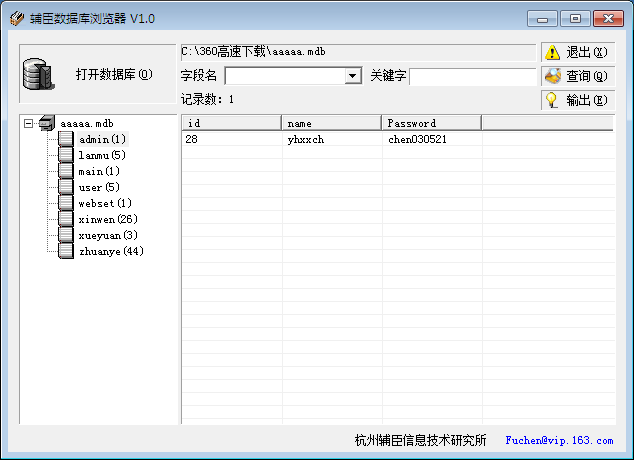 辅臣数据库浏览器 V1.0
打开数据库(O)
C:\360高速下载\aaaaa.mdb
退出(X)
字段名
关键字
查询(Q)
记录数: 1
输出(E)
aaaaa.mdb
admin(1)
lanmu(5)
main(1)
user(5)
webset(1)
xinwen(26)
xueyuan(3)
zhuanye(44)
id name Password
28 yhxxch chen030521
杭州辅臣信息技术研究所 Fuchen@vip.163.com